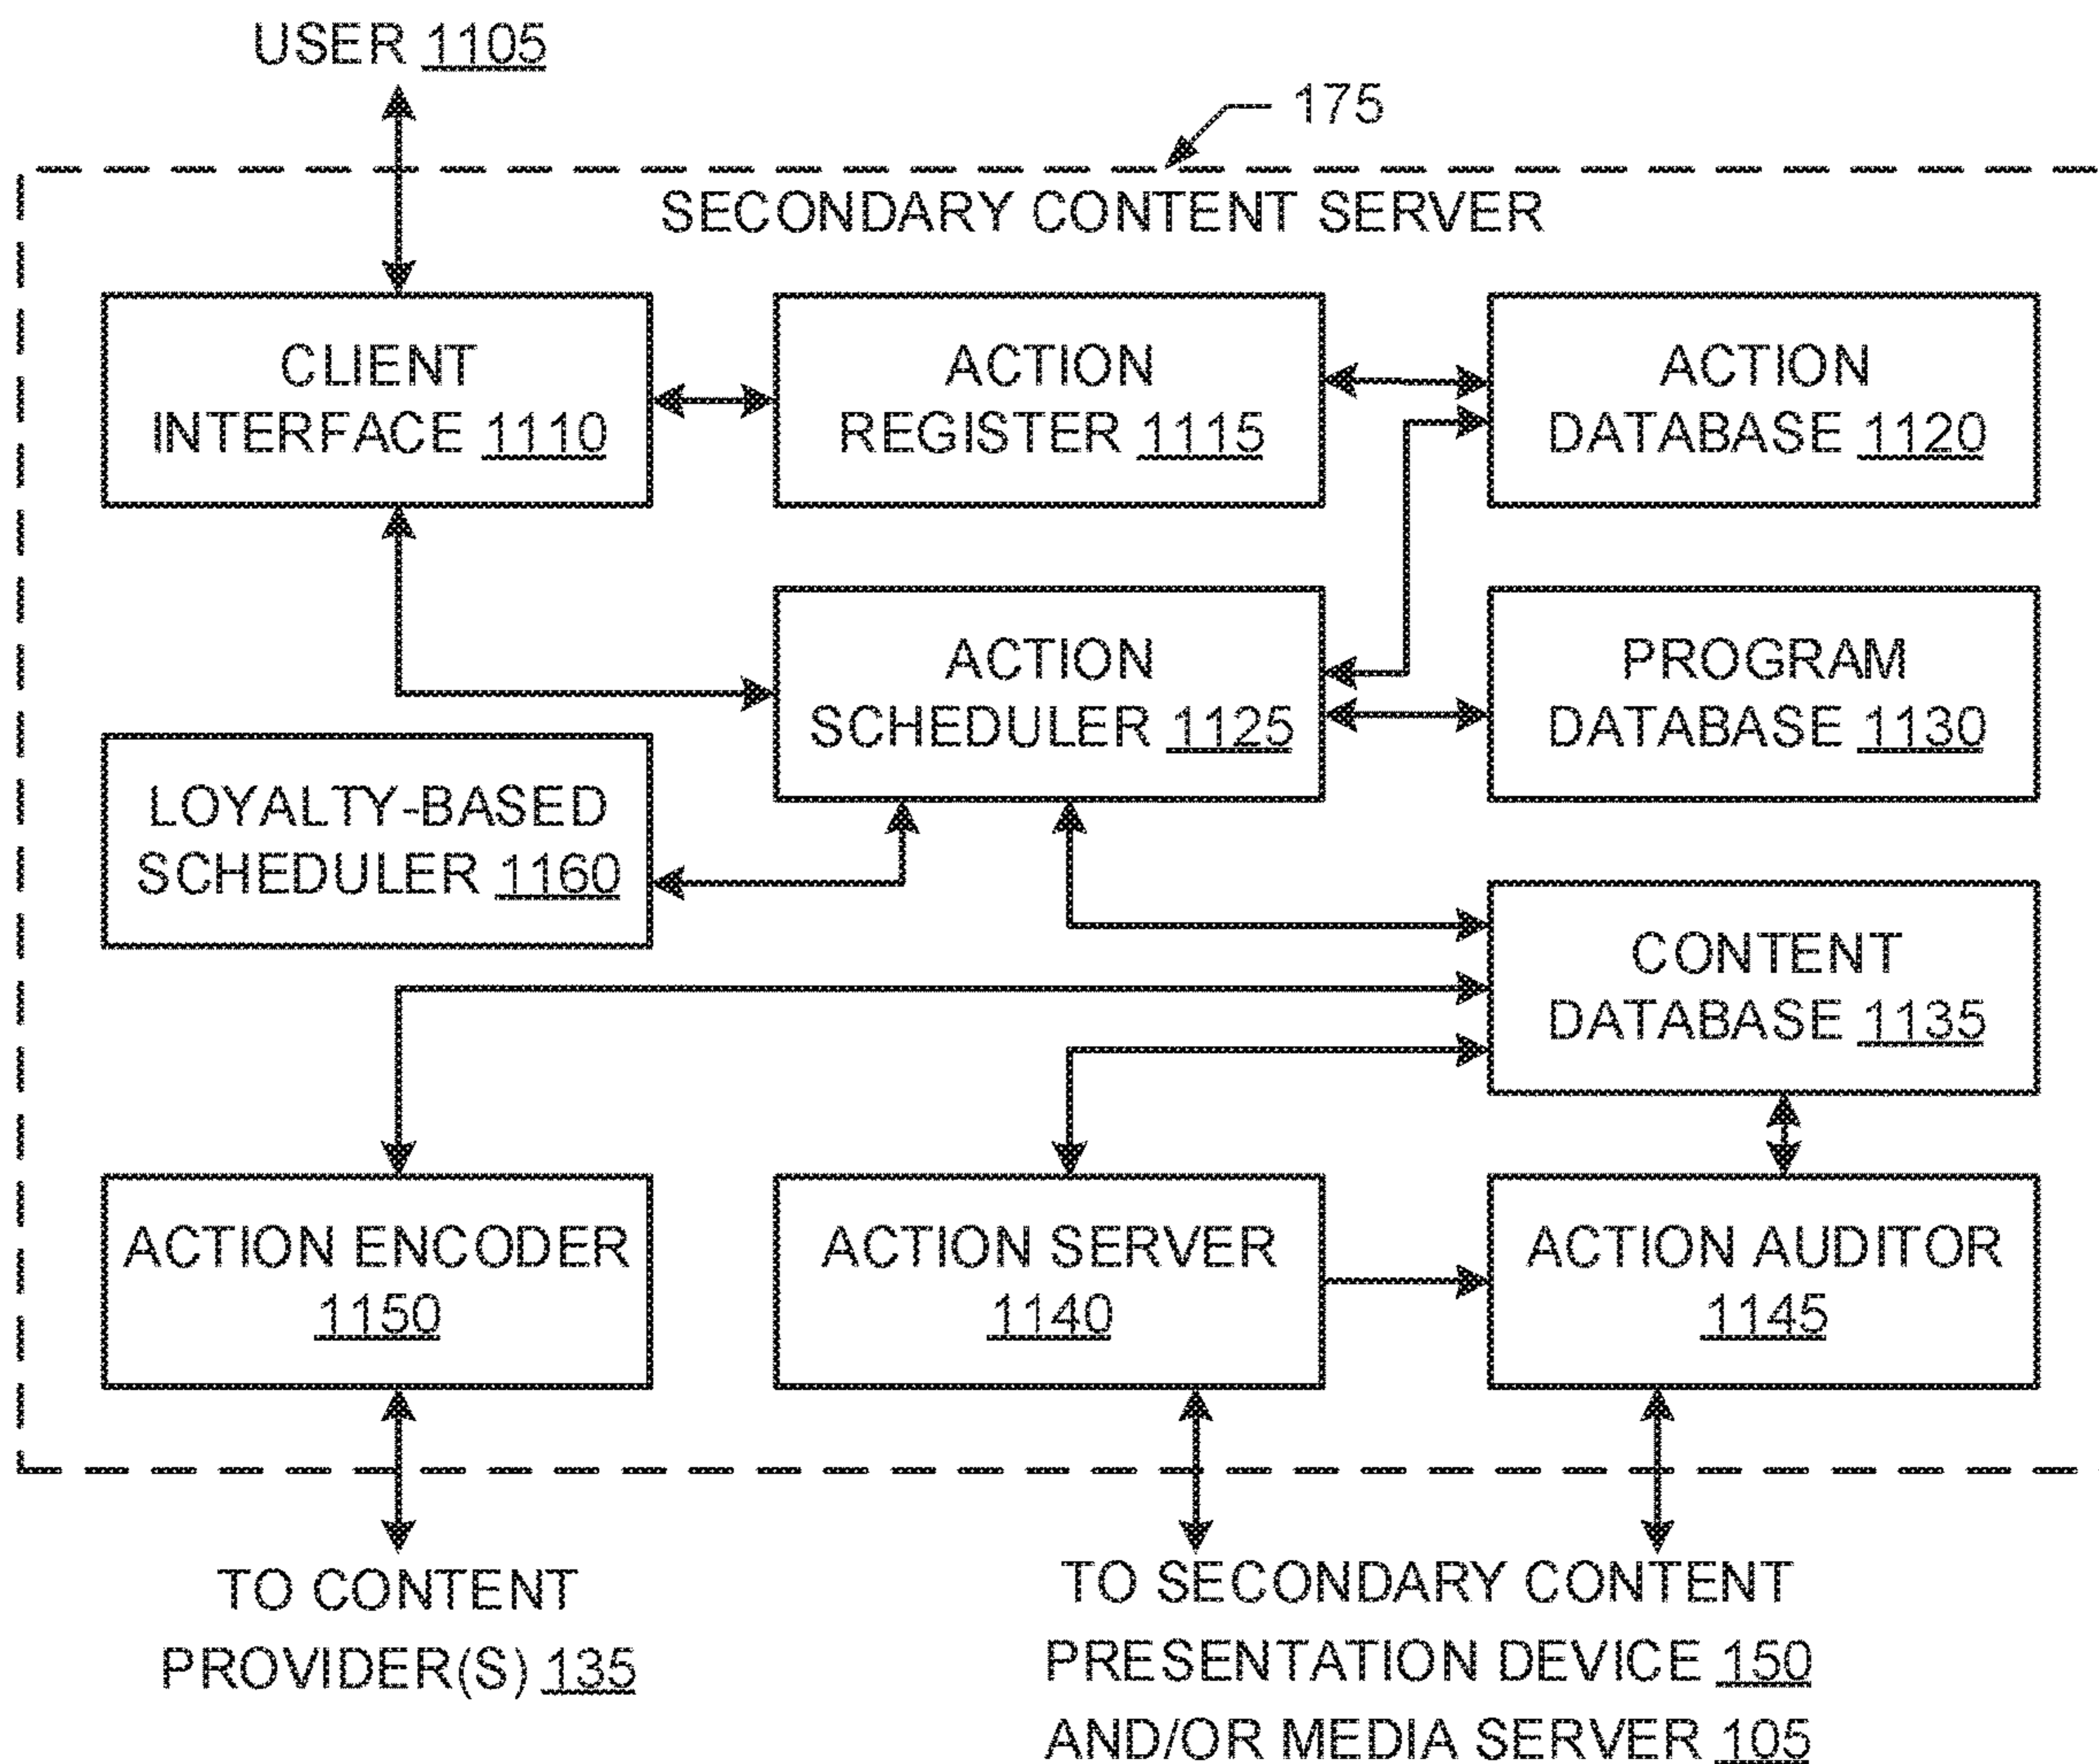 USER 1105
175
SECONDARY CONTENT SERVER
CLIENT
INTERFACE 1110
ACTION
REGISTER 1115
ACTION
DATABASE 1120
ACTION
SCHEDULER 1125
PROGRAM
DATABASE 1130
LOYALTY-BASED
SCHEDULER 1160
CONTENT
DATABASE 1135
ACTION ENCODER
1150
ACTION SERVER
1140
ACTION AUDITOR
1145
TO CONTENT
PROVIDER(S) 135
TO SECONDARY CONTENT
PRESENTATION DEVICE 150
AND/OR MEDIA SERVER 105